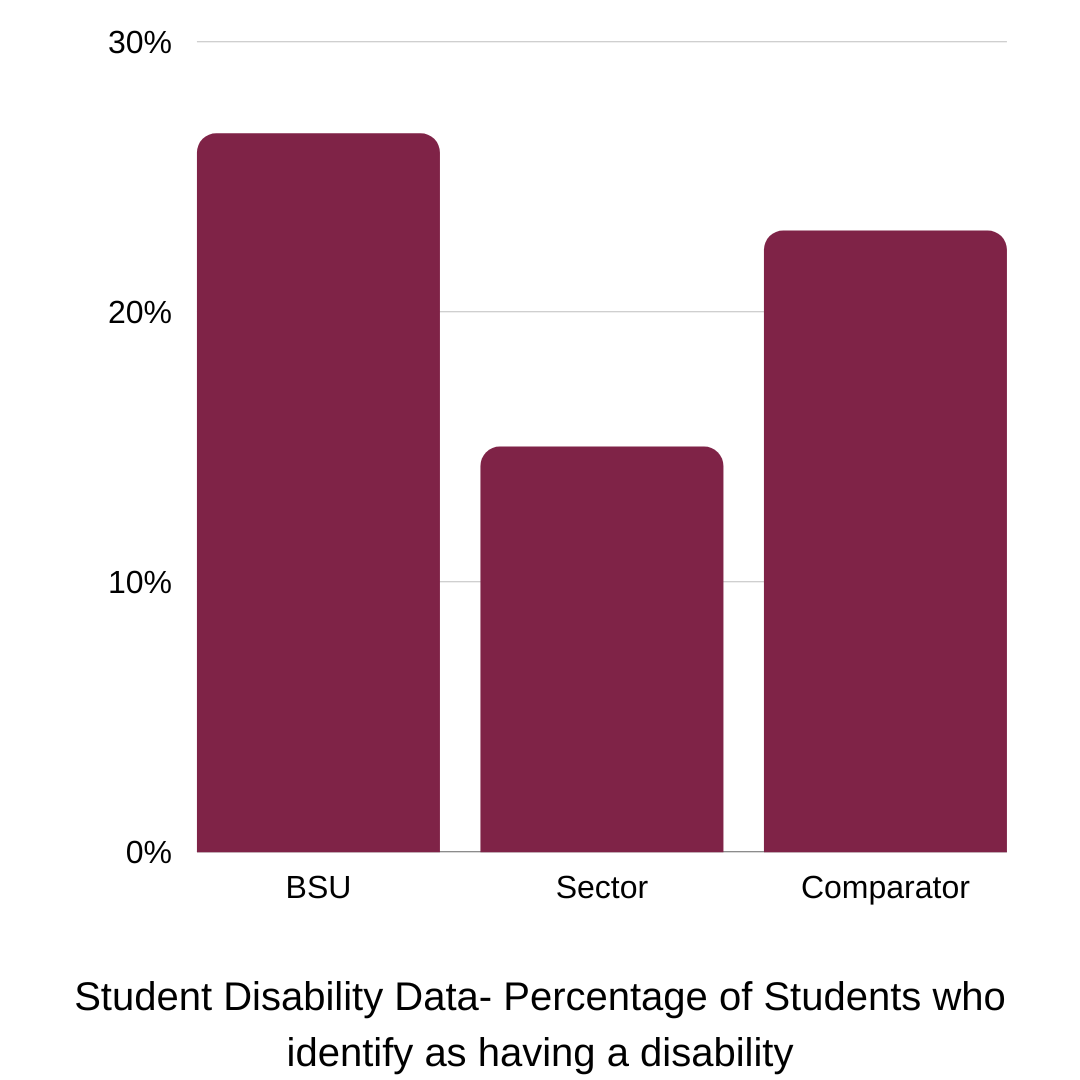 30%
20%
10%
0%
BSU Sector Comparator
Student Disability Data- Percentage of Students who
identify as having a disability